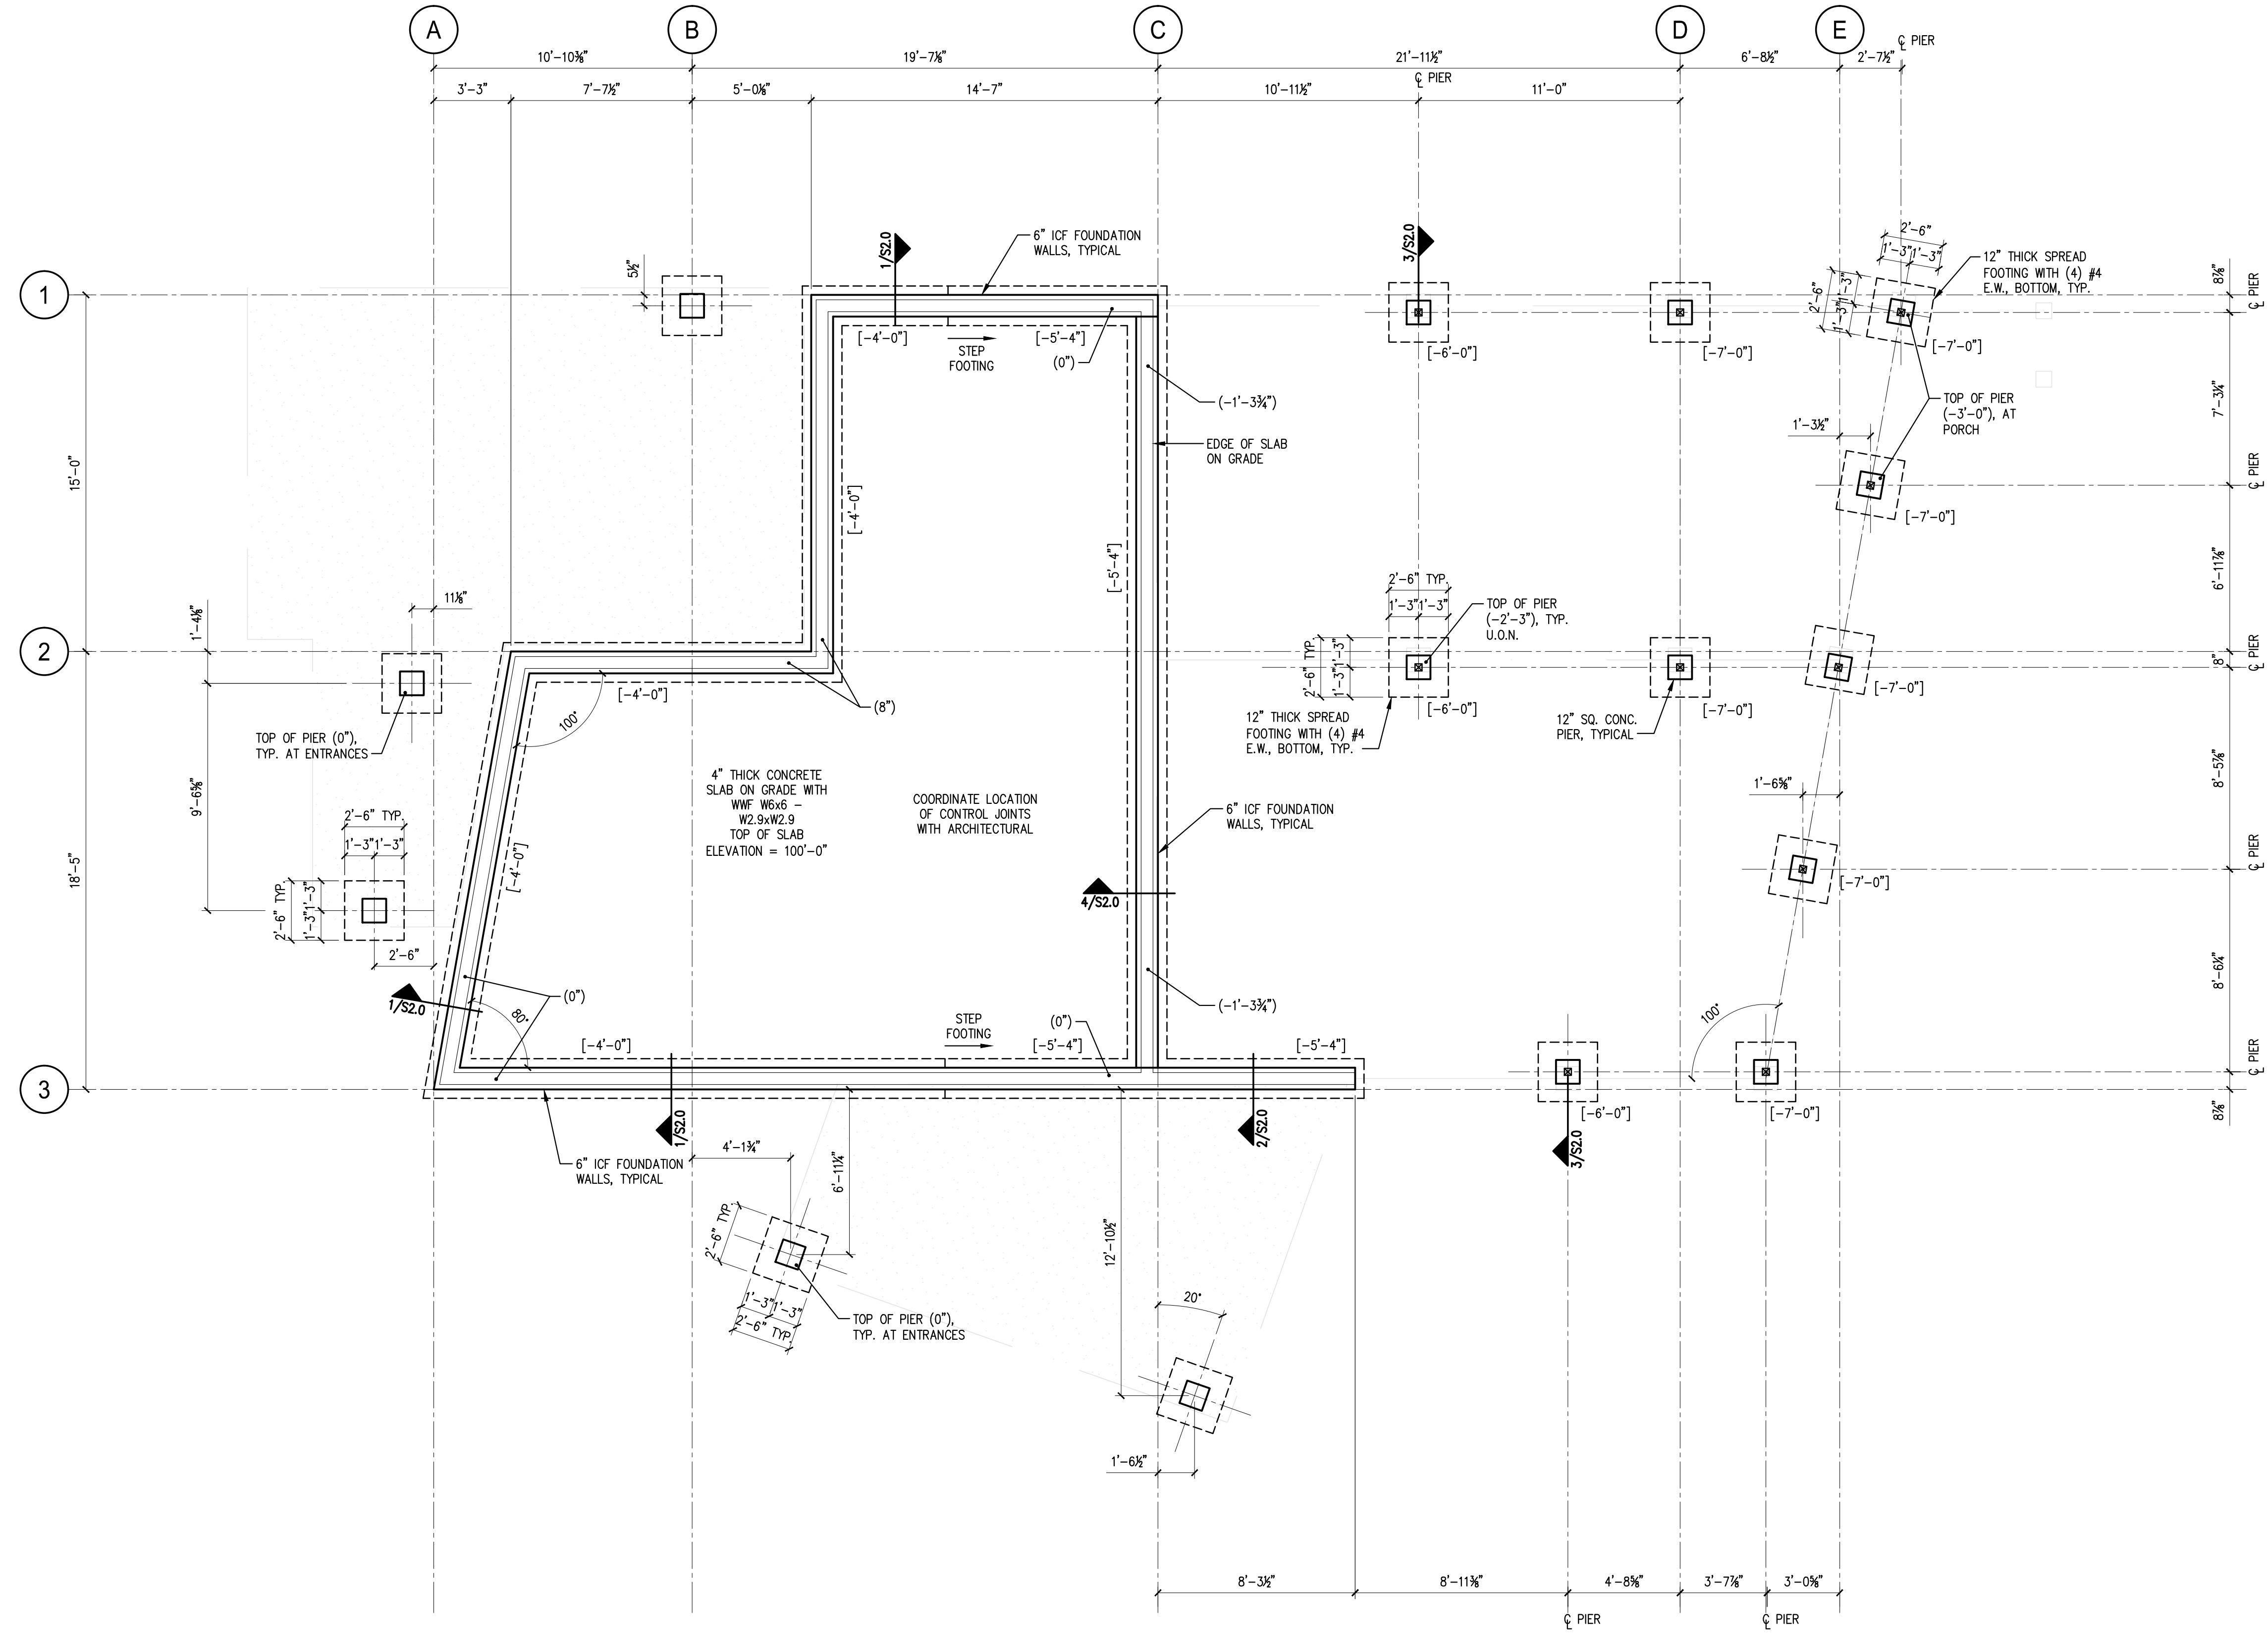 A
B
C
D
E
℄ PIER
10'-10⅜"
19'-7⅛"
21'-11½"
6'-8½"
2'-7½"
℄ PIER
3'-3"
7'-7½"
5'-0⅛"
14'-7"
10'-11½"
11'-0"
1
2
3
15'-0"
18'-5"
5½"
1/S2.0
6" ICF FOUNDATION
WALLS, TYPICAL
3/S2.0
2'-6"
1'-3"
1'-3"
2'-6"
1'-3"
1'-3"
12" THICK SPREAD
FOOTING WITH (4) #4
E.W., BOTTOM, TYP.
8⅞"
℄ PIER
[-4'-0"]
STEP
FOOTING
[-5'-4"]
(0")
[-6'-0"]
[-7'-0"]
[-7'-0"]
(-1'-3¾")
TOP OF PIER
(-3'-0"), AT
PORCH
7'-3¼"
1'-3½"
EDGE OF SLAB
ON GRADE
℄ PIER
[-4'-0"]
[-5'-4"]
[-7'-0"]
6'-11⅞"
11⅛"
1'-4⅛"
2'-6" TYP.
1'-3"
1'-3"
TOP OF PIER
(-2'-3"), TYP.
U.O.N.
2'-6" TYP.
1'-3"
1'-3"
℄ PIER
8"
[-4'-0"]
100°
(8")
[-6'-0"]
[-7'-0"]
[-7'-0"]
12" THICK SPREAD
FOOTING WITH (4) #4
E.W., BOTTOM, TYP.
12" SQ. CONC.
PIER, TYPICAL
TOP OF PIER (0"),
TYP. AT ENTRANCES
9'-6⅝"
4" THICK CONCRETE
SLAB ON GRADE WITH
WWF W6x6 -
W2.9xW2.9
TOP OF SLAB
ELEVATION = 100'-0"
COORDINATE LOCATION
OF CONTROL JOINTS
WITH ARCHITECTURAL
6" ICF FOUNDATION
WALLS, TYPICAL
1'-6⅝"
8'-5⅞"
2'-6" TYP.
1'-3"
1'-3"
2'-6" TYP.
1'-3"
1'-3"
2'-6"
[-4'-0"]
4/S2.0
[-7'-0"]
℄ PIER
1/S2.0
(0")
80°
(-1'-3¾")
8'-6¼"
100°
[-4'-0"]
STEP
FOOTING
(0")
[-5'-4"]
[-5'-4"]
℄ PIER
8⅞"
[-6'-0"]
[-7'-0"]
1/S2.0
2/S2.0
3/S2.0
6" ICF FOUNDATION
WALLS, TYPICAL
4'-1¾"
6'-11¼"
2'-6" TYP.
1'-3"
1'-3"
2'-6" TYP.
TOP OF PIER (0"),
TYP. AT ENTRANCES
12'-10½"
20°
1'-6½"
8'-3½"
8'-11⅜"
4'-8⅝"
3'-7⅞"
3'-0⅝"
℄ PIER
℄ PIER